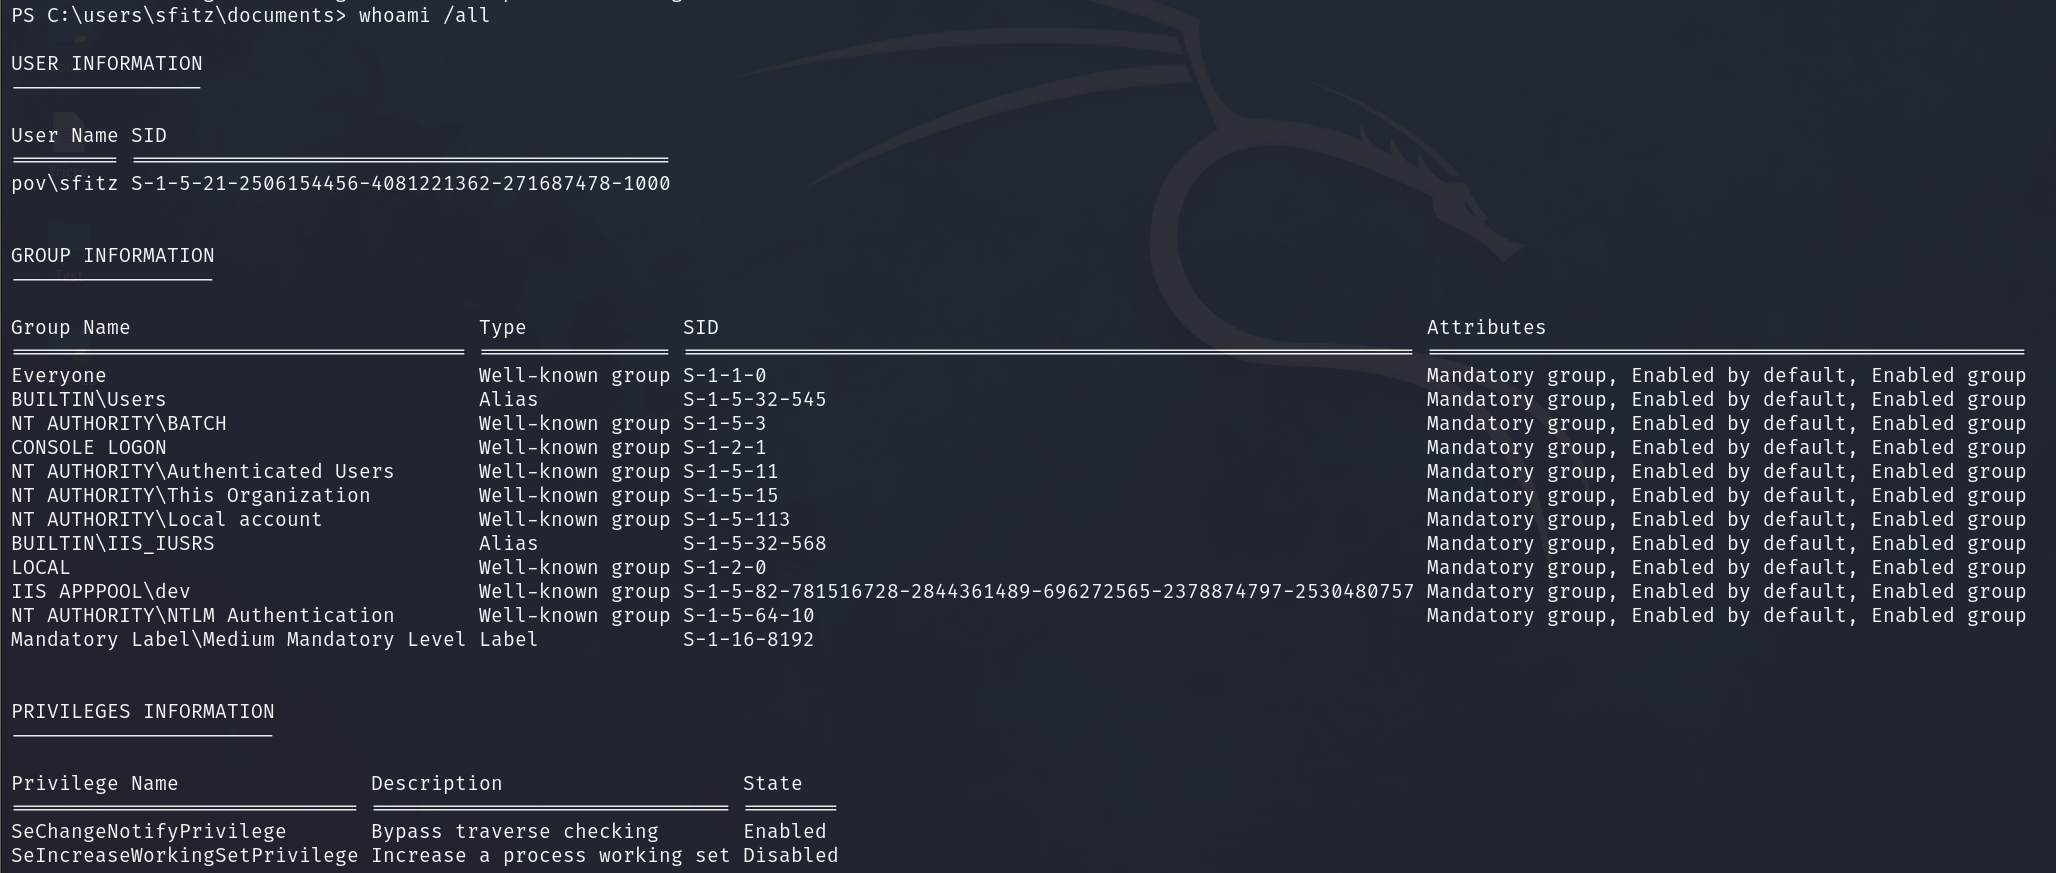 PS C:\users\sfitz\documents> whoami /all
USER INFORMATION
User Name SID
pov\sfitz S-1-5-21-2506154456-4081221362-271687478-1000
GROUP INFORMATION
Group Name Type SID Attributes
Everyone Well-known group S-1-1-0 Mandatory group, Enabled by default, Enabled group
BUILTIN\Users Alias S-1-5-32-545 Mandatory group, Enabled by default, Enabled group
NT AUTHORITY\BATCH Well-known group S-1-5-3 Mandatory group, Enabled by default, Enabled group
CONSOLE LOGON Well-known group S-1-2-1 Mandatory group, Enabled by default, Enabled group
NT AUTHORITY\Authenticated Users Well-known group S-1-5-11 Mandatory group, Enabled by default, Enabled group
NT AUTHORITY\This Organization Well-known group S-1-5-15 Mandatory group, Enabled by default, Enabled group
NT AUTHORITY\Local account Well-known group S-1-5-113 Mandatory group, Enabled by default, Enabled group
BUILTIN\IIS_IUSRS Alias S-1-5-32-568 Mandatory group, Enabled by default, Enabled group
LOCAL Well-known group S-1-2-0 Mandatory group, Enabled by default, Enabled group
IIS APPPOOL\dev Well-known group S-1-5-82-781516728-2844361489-696272565-2378874797-2530480757 Mandatory group, Enabled by default, Enabled group
NT AUTHORITY\NTLM Authentication Well-known group S-1-5-64-10 Mandatory group, Enabled by default, Enabled group
Mandatory Label\Medium Mandatory Level Label S-1-16-8192
PRIVILEGES INFORMATION
Privilege Name Description State
SeChangeNotifyPrivilege Bypass traverse checking Enabled
SeIncreaseWorkingSetPrivilege Increase a process working set Disabled